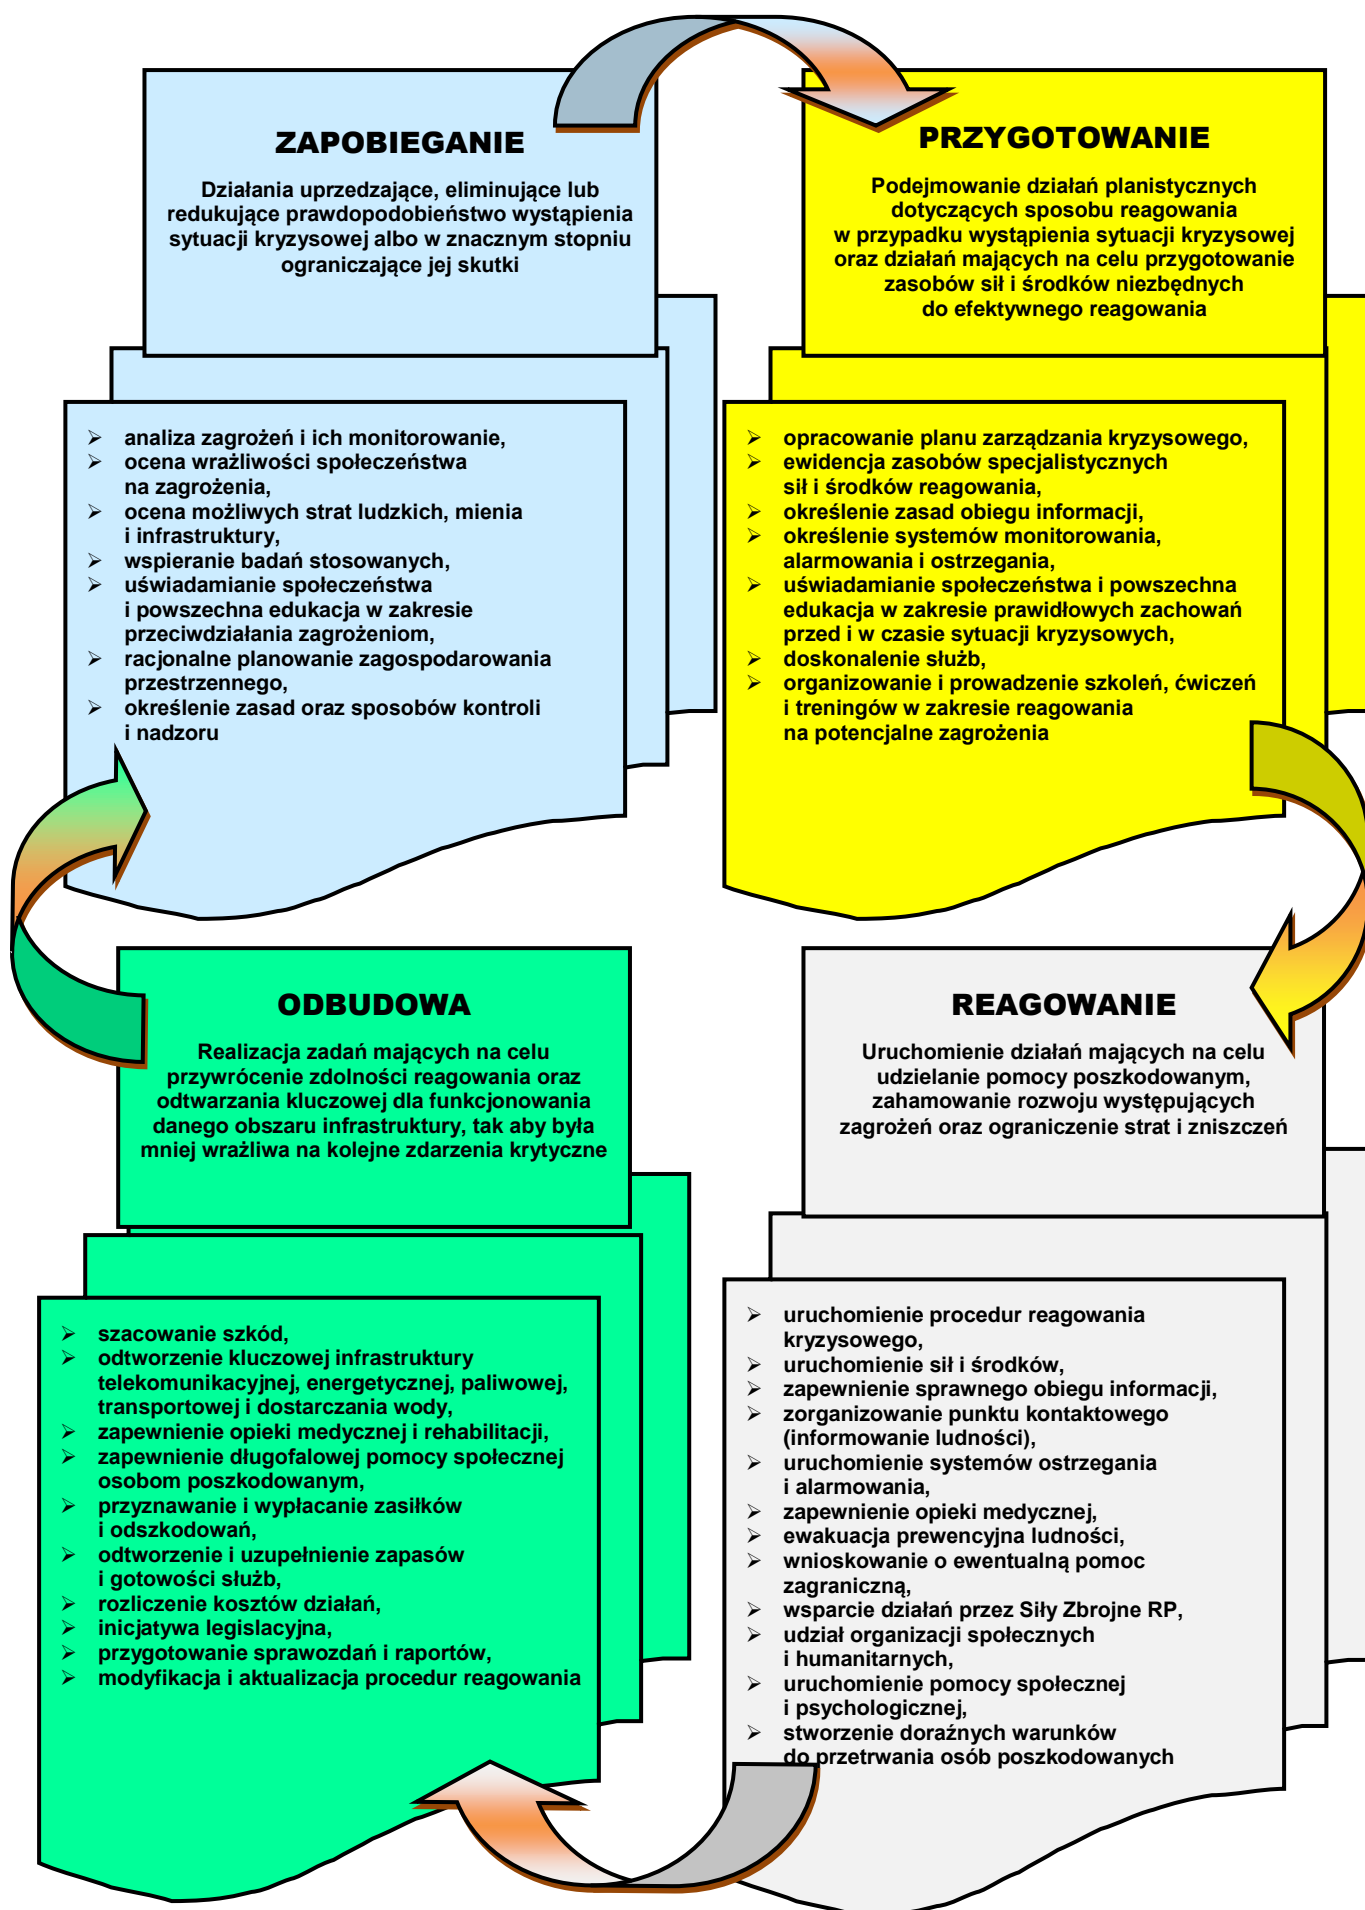 ZAPOBIEGANIE
Działania uprzedzające, eliminujące lub
redukujące prawdopodobieństwo wystąpienia
sytuacji kryzysowej albo w znacznym stopniu
ograniczające jej skutki
➢ analiza zagrożeń i ich monitorowanie,
➢ ocena wrażliwości społeczeństwa
na zagrożenia,
➢ ocena możliwych strat ludzkich, mienia
i infrastruktury,
➢ wspieranie badań stosowanych,
➢ uświadamianie społeczeństwa
i powszechna edukacja w zakresie
przeciwdziałania zagrożeniom,
➢ racjonalne planowanie zagospodarowania
przestrzennego,
➢ określenie zasad oraz sposobów kontroli
i nadzoru
PRZYGOTOWANIE
Podejmowanie działań planistycznych
dotyczących sposobu reagowania
w przypadku wystąpienia sytuacji kryzysowej
oraz działań mających na celu przygotowanie
zasobów sił i środków niezbędnych
do efektywnego reagowania
➢ opracowanie planu zarządzania kryzysowego,
➢ ewidencja zasobów specjalistycznych
sił i środków reagowania,
➢ określenie zasad obiegu informacji,
➢ określenie systemów monitorowania,
alarmowania i ostrzegania,
➢ uświadamianie społeczeństwa i powszechna
edukacja w zakresie prawidłowych zachowań
przed i w czasie sytuacji kryzysowych,
➢ doskonalenie służb,
➢ organizowanie i prowadzenie szkoleń, ćwiczeń
i treningów w zakresie reagowania
na potencjalne zagrożenia
ODBUDOWA
Realizacja zadań mających na celu
przywrócenie zdolności reagowania oraz
odtwarzania kluczowej dla funkcjonowania
danego obszaru infrastruktury, tak aby była
mniej wrażliwa na kolejne zdarzenia krytyczne
➢ szacowanie szkód,
➢ odtworzenie kluczowej infrastruktury
telekomunikacyjnej, energetycznej, paliwowej,
transportowej i dostarczania wody,
➢ zapewnienie opieki medycznej i rehabilitacji,
➢ zapewnienie długofalowej pomocy społecznej
osobom poszkodowanym,
➢ przyznawanie i wypłacanie zasiłków
i odszkodowań,
➢ odtworzenie i uzupełnienie zapasów
i gotowości służb,
➢ rozliczenie kosztów działań,
➢ inicjatywa legislacyjna,
➢ przygotowanie sprawozdań i raportów,
➢ modyfikacja i aktualizacja procedur reagowania
REAGOWANIE
Uruchomienie działań mających na celu
udzielanie pomocy poszkodowanym,
zahamowanie rozwoju występujących
zagrożeń oraz ograniczenie strat i zniszczeń
➢ uruchomienie procedur reagowania
kryzysowego,
➢ uruchomienie sił i środków,
➢ zapewnienie sprawnego obiegu informacji,
➢ zorganizowanie punktu kontaktowego
(informowanie ludności),
➢ uruchomienie systemów ostrzegania
i alarmowania,
➢ zapewnienie opieki medycznej,
➢ ewakuacja prewencyjna ludności,
➢ wnioskowanie o ewentualną pomoc
zagraniczną,
➢ wsparcie działań przez Siły Zbrojne RP,
➢ udział organizacji społecznych
i humanitarnych,
➢ uruchomienie pomocy społecznej
i psychologicznej,
➢ stworzenie doraźnych warunków
do przetrwania osób poszkodowanych